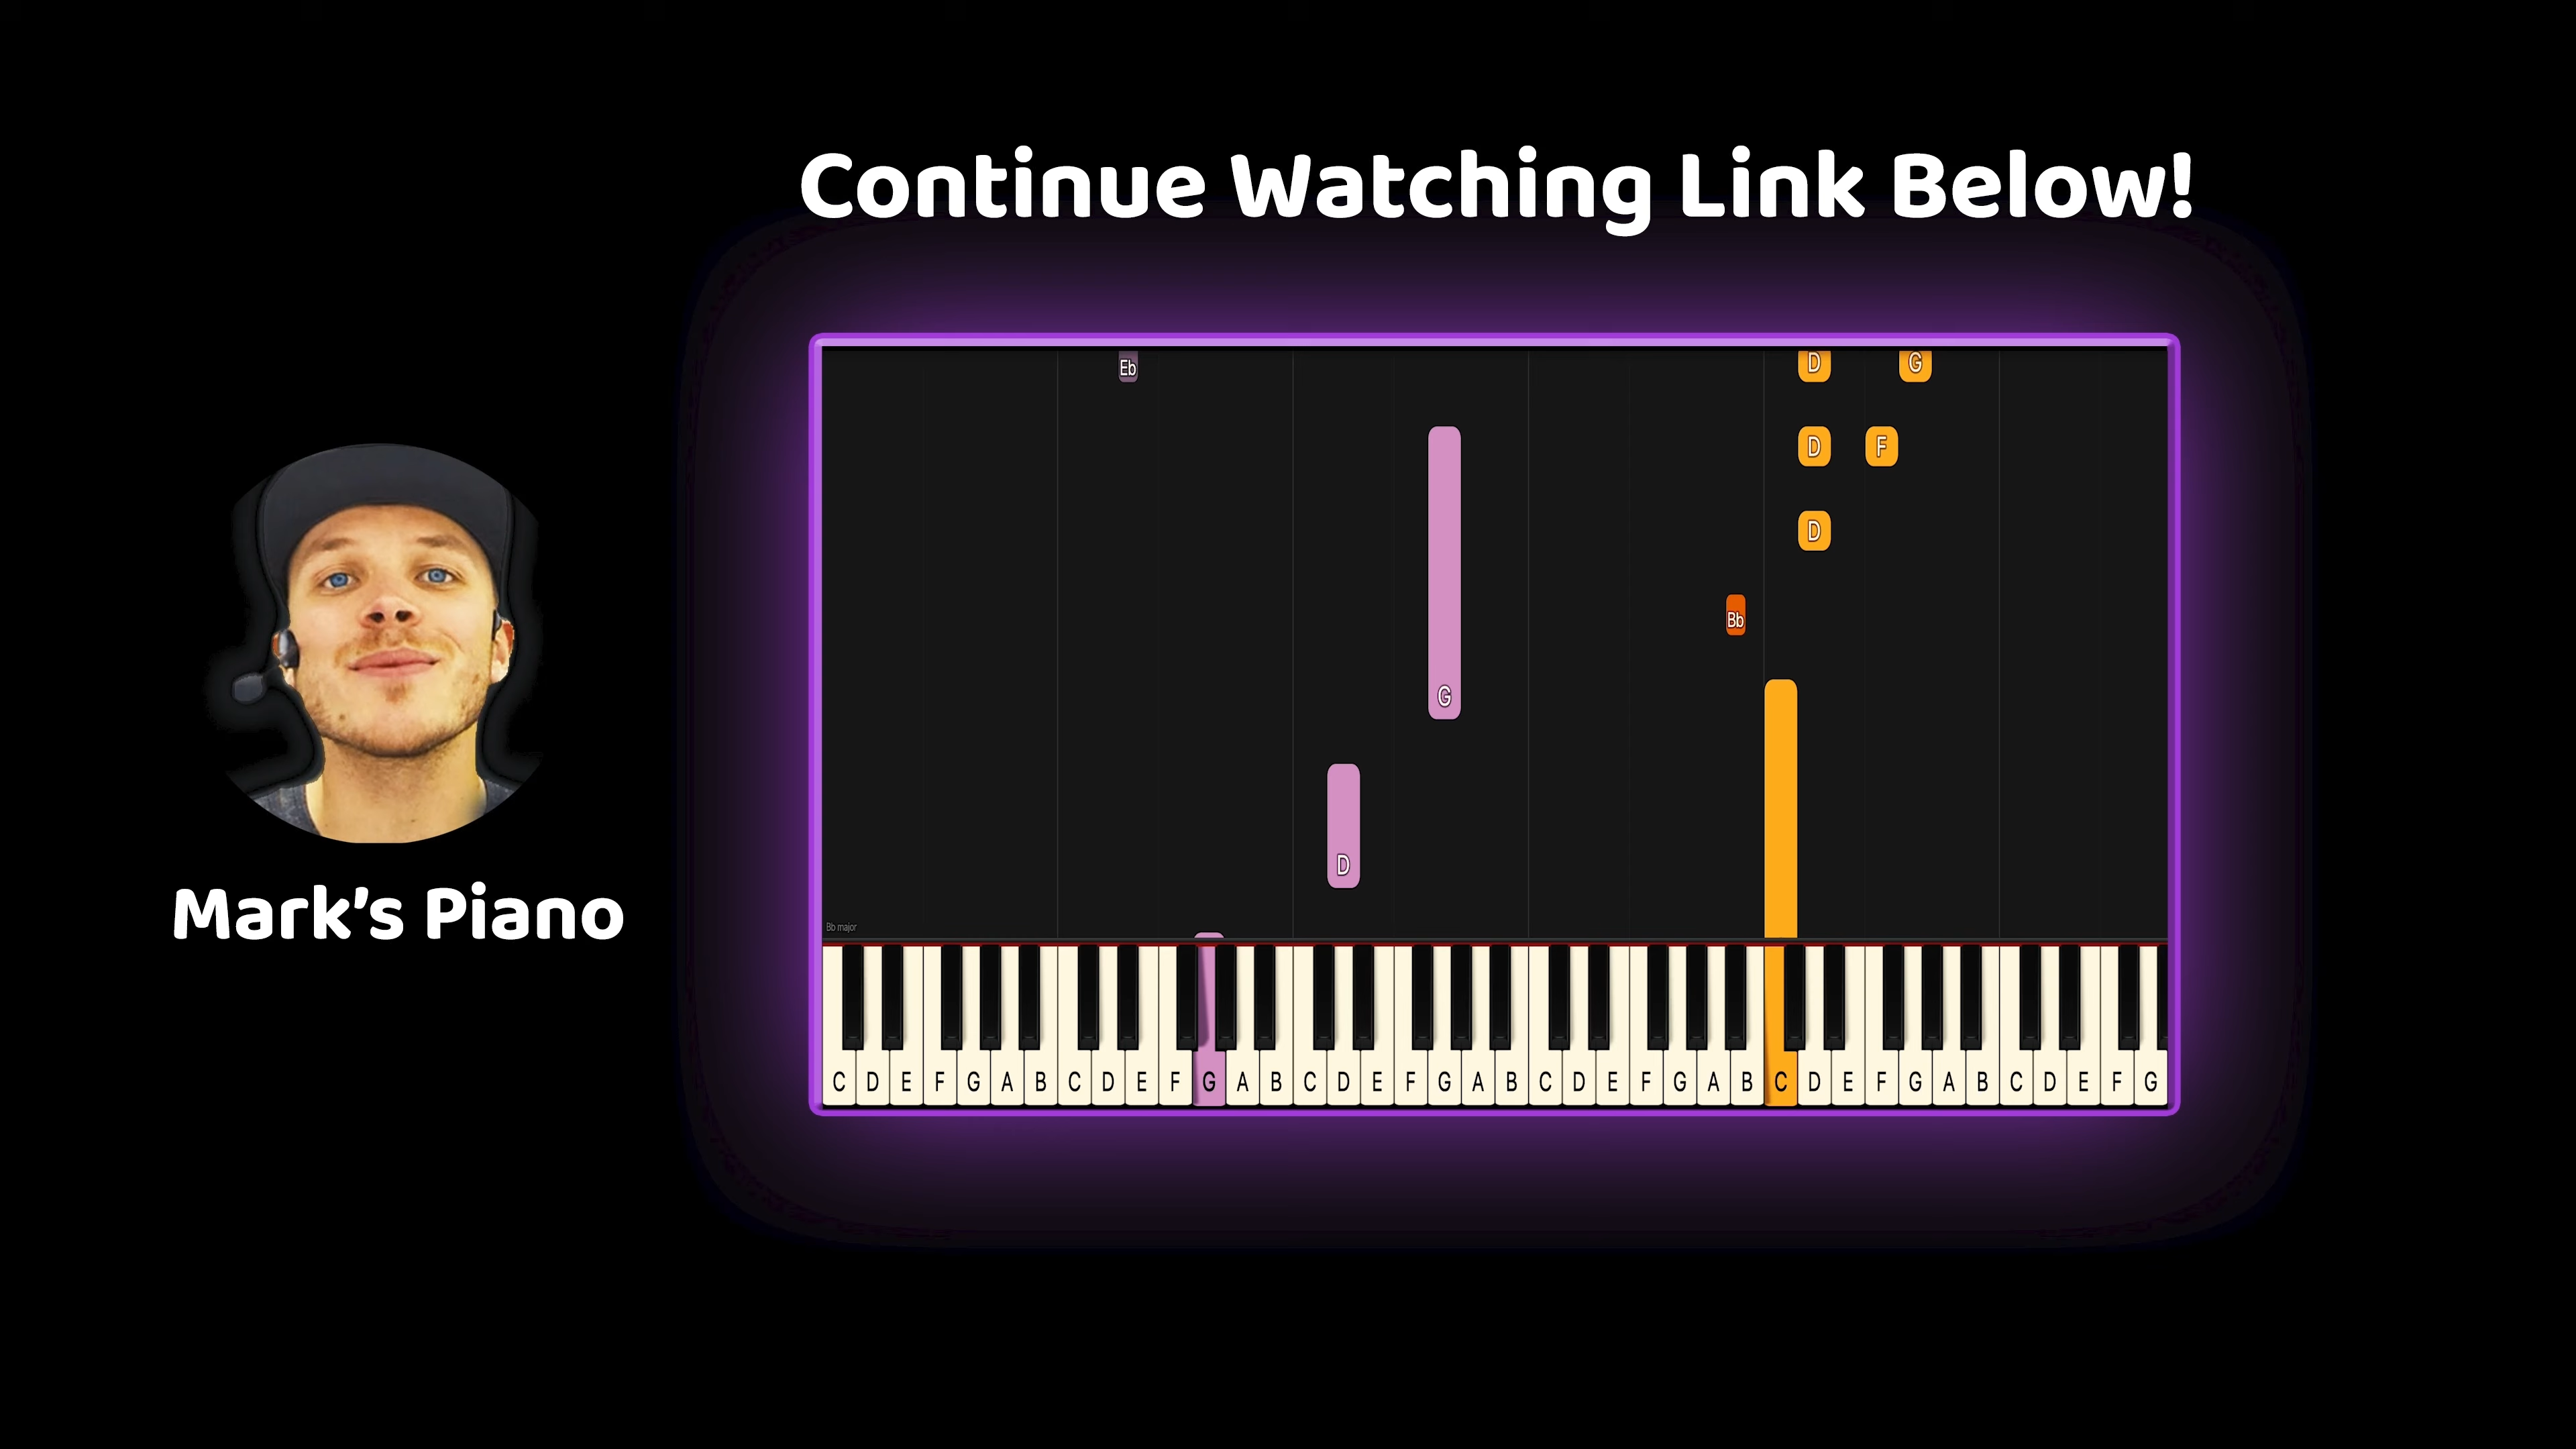 Continue Watching Link Below!
Eb D G
D F
D
Bb
G
D
Bb major
C D E F G A B C D E F G A B C D E F G A B C D E F G A B C D E F G A B C D E F G
Mark's Piano